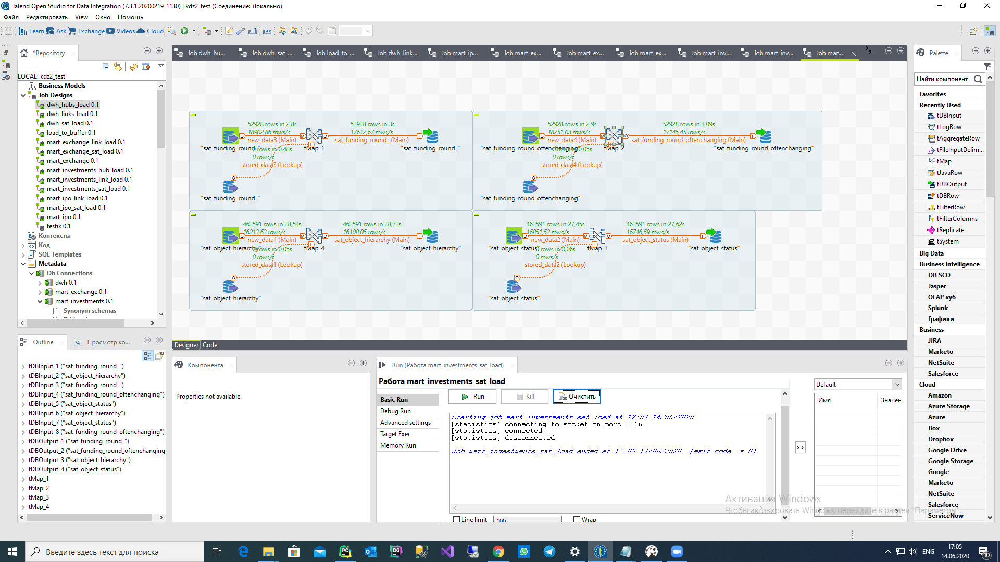 Talend Open Studio for Data Integration (7.3.1.20200219_1130) | kdz2_test (Соединение: Локально)
Файл Редактировать View Окно Помощь
Learn Ask Exchange Videos Cloud
*Repository
LOCAL: kdz2_test
Business Models
Job Designs
dwh_hubs_load 0.1
dwh_links_load 0.1
dwh_sat_load 0.1
load_to_buffer 0.1
mart_exchange_link_load 0.1
mart_exchange_sat_load 0.1
mart_exchange 0.1
mart_investments_hub_load 0.1
mart_investments_link_load 0.1
mart_investments_sat_load 0.1
mart_ipo_link_load 0.1
mart_ipo_sat_load 0.1
mart_ipo 0.1
testik 0.1
Контексты
Код
SQL Templates
Metadata
Db Connections
dwh 0.1
mart_exchange 0.1
mart_investments 0.1
Synonym schemas
Outline Просмотр ко...
tDBInput_1 ("sat_funding_round_")
tDBInput_2 ("sat_object_hierarchy")
tDBInput_3 ("sat_funding_round_")
tDBInput_4 ("sat_funding_round_oftenchanging")
tDBInput_5 ("sat_object_status")
tDBInput_6 ("sat_object_hierarchy")
tDBInput_7 ("sat_object_status")
tDBInput_8 ("sat_funding_round_oftenchanging")
tDBOutput_1 ("sat_funding_round_")
tDBOutput_2 ("sat_funding_round_oftenchanging
tDBOutput_3 ("sat_object_hierarchy")
tDBOutput_4 ("sat_object_status")
tMap_1
tMap_2
tMap_3
tMap_4
Job dwh_hu... Job dwh_sat_... Job load_to_... Job dwh_link... Job mart_ip... Job mart_ex... Job mart_ex... Job mart_ex... Job mart_inv... Job mart_inv... Job mar... 2
52928 rows in 2,8s
18902,86 rows/s
new_data3 (Main)
52928 rows in 3s
17642,67 rows/s
sat_funding_round_ (Main)
"sat_funding_round_"
0 rows in 0,48s
0 rows/s
stored_data3 (Lookup)
tMap_1
"sat_funding_round_"
"sat_funding_round_"
52928 rows in 2,9s
18251,03 rows/s
new_data4 (Main)
52928 rows in 3,09s
17145,45 rows/s
sat_funding_round_oftenchanging (Main)
"sat_funding_round_oftenchanging"
0 rows in 0,05s
0 rows/s
stored_data4 (Lookup)
tMap_2
"sat_funding_round_oftenchanging"
"sat_funding_round_oftenchanging"
462591 rows in 28,53s
16213,63 rows/s
new_data1 (Main)
462591 rows in 28,72s
16108,05 rows/s
sat_object_hierarchy (Main)
"sat_object_hierarchy"
0 rows in 0,05s
0 rows/s
stored_data1 (Lookup)
tMap_4
"sat_object_hierarchy"
"sat_object_hierarchy"
462591 rows in 27,45s
16851,52 rows/s
new_data2 (Main)
462591 rows in 27,62s
16746,59 rows/s
sat_object_status (Main)
"sat_object_status"
0 rows in 0,06s
0 rows/s
stored_data2 (Lookup)
tMap_3
"sat_object_status"
"sat_object_status"
Designer Code
Компонента
Properties not available.
Run (Работа mart_investments_sat_load)
Работа mart_investments_sat_load
Basic Run
Debug Run
Advanced settings
Target Exec
Memory Run
Run Kill Очистить
Starting job mart_investments_sat_load at 17:04 14/06/2020.
[statistics] connecting to socket on port 3366
[statistics] connected
[statistics] disconnected
Job mart_investments_sat_load ended at 17:05 14/06/2020. [exit code = 0]
Line limit 100 Wrap
>>
Default
Имя Значен
Активация Windows
Чтобы активировать Windows, перейдите в раздел "Параметры".
Palette
Найти компонент
Favorites
Recently Used
tDBInput
tLogRow
tAggregateRow
tFileInputDelim...
tMap
tJavaRow
tDBOutput
tDBRow
tFilterRow
tFilterColumns
tReplicate
tSystem
Big Data
Business Intelligence
DB SCD
Jasper
OLAP куб
Splunk
Графики
Business
JIRA
Marketo
NetSuite
Salesforce
Cloud
Amazon
Azure Storage
Azure
Box
Dropbox
Google Drive
Google Storage
Google
Marketo
NetSuite
Salesforce
ServiceNow
Введите здесь текст для поиска
ENG
17:05
14.06.2020
10